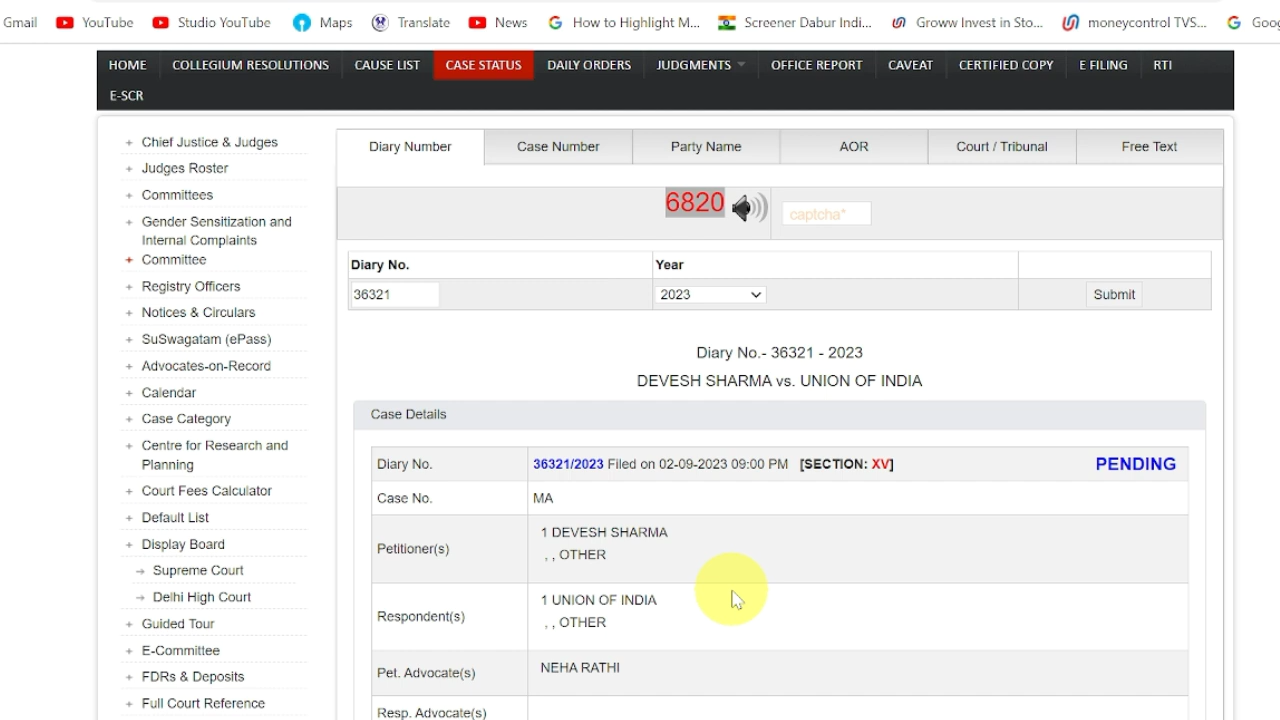 Gmail YouTube Studio YouTube Maps Translate News How to Highlight M... Screener Dabur Indi... Groww Invest in Sto... moneycontrol TVS... Goog
HOME COLLEGIUM RESOLUTIONS CAUSE LIST CASE STATUS DAILY ORDERS JUDGMENTS OFFICE REPORT CAVEAT CERTIFIED COPY E FILING RTI
E-SCR
Chief Justice & Judges
Judges Roster
Committees
Gender Sensitization and
Internal Complaints
Committee
Registry Officers
Notices & Circulars
SuSwagatam (ePass)
Advocates-on-Record
Calendar
Case Category
Centre for Research and
Planning
Court Fees Calculator
Default List
Display Board
Supreme Court
Delhi High Court
Guided Tour
E-Committee
FDRs & Deposits
Full Court Reference
Diary Number Case Number Party Name AOR Court / Tribunal Free Text
6820 captcha*
Diary No. Year
36321 2023 Submit
Diary No.- 36321 - 2023
DEVESH SHARMA vs. UNION OF INDIA
Case Details
Diary No. 36321/2023 Filed on 02-09-2023 09:00 PM [SECTION: XV] PENDING
Case No. MA
Petitioner(s) 1 DEVESH SHARMA
, , OTHER
Respondent(s) 1 UNION OF INDIA
, , OTHER
Pet. Advocate(s) NEHA RATHI
Resp. Advocate(s)